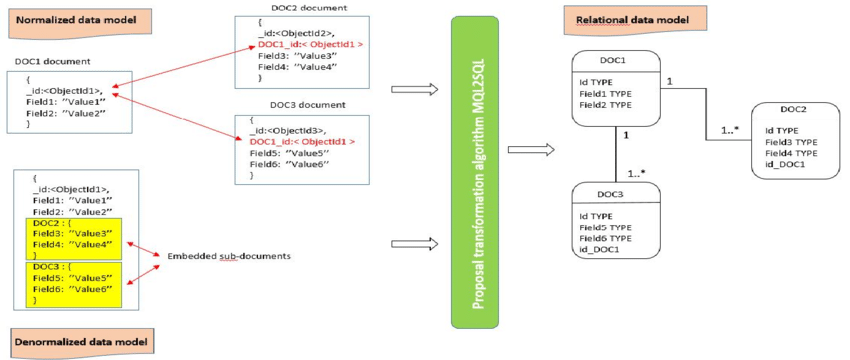 Normalized data model
DOC1 document
{
_id:<ObjectId1>,
Field1: "Value1"
Field2: "Value2"
}
DOC2 document
{
_id:<ObjectId2>,
DOC1_id:< ObjectId1 >
Field3: "Value3"
Field4: "Value4"
}
DOC3 document
{
_id:<ObjectId3>,
DOC1_id:< ObjectId1 >
Field5: "Value5"
Field6: "Value6"
}
{
_id:<ObjectId1>,
Field1: "Value1"
Field2: "Value2"
DOC2 : {
Field3: "Value3"
Field4: "Value4"
}
DOC3 : {
Field5: "Value5"
Field6: "Value6"
}
Embedded sub-documents
Denormalized data model
Proposal transformation algorithm MQL2SQL
Relational data model
DOC1
Id TYPE
Field1 TYPE
Field2 TYPE
1
1
1..*
1..*
DOC2
Id TYPE
Field3 TYPE
Field4 TYPE
id_DOC1
DOC3
Id TYPE
Field5 TYPE
Field6 TYPE
id_DOC1